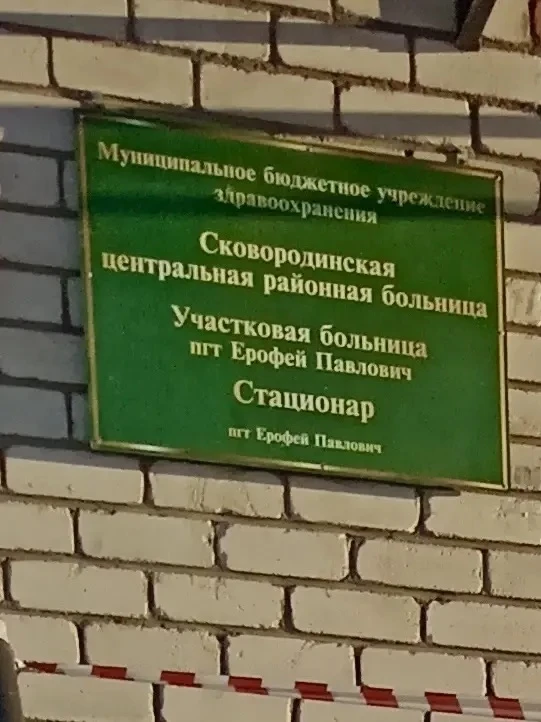 Муниципальное бюджетное учреждение
здравоохранения
Сковородинская
центральная районная больница
Участковая больница
пгт Ерофей Павлович
Стационар
пгт Ерофей Павлович